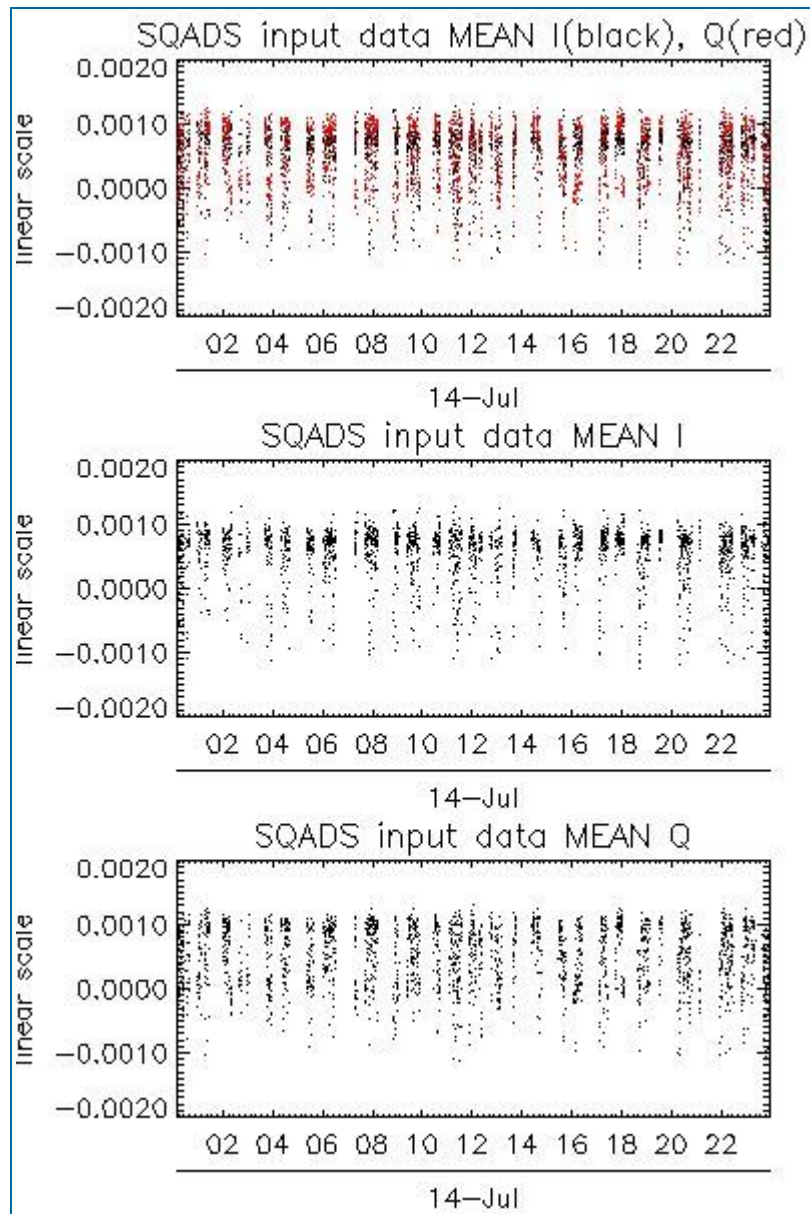 SQADS input data MEAN I(black), Q(red)
0.0020
0.0010
0.0000
−0.0010
−0.0020
linear scale
02 04 06 08 10 12 14 16 18 20 22
14−Jul
SQADS input data MEAN I
0.0020
0.0010
0.0000
−0.0010
−0.0020
linear scale
02 04 06 08 10 12 14 16 18 20 22
14−Jul
SQADS input data MEAN Q
0.0020
0.0010
0.0000
−0.0010
−0.0020
linear scale
02 04 06 08 10 12 14 16 18 20 22
14−Jul